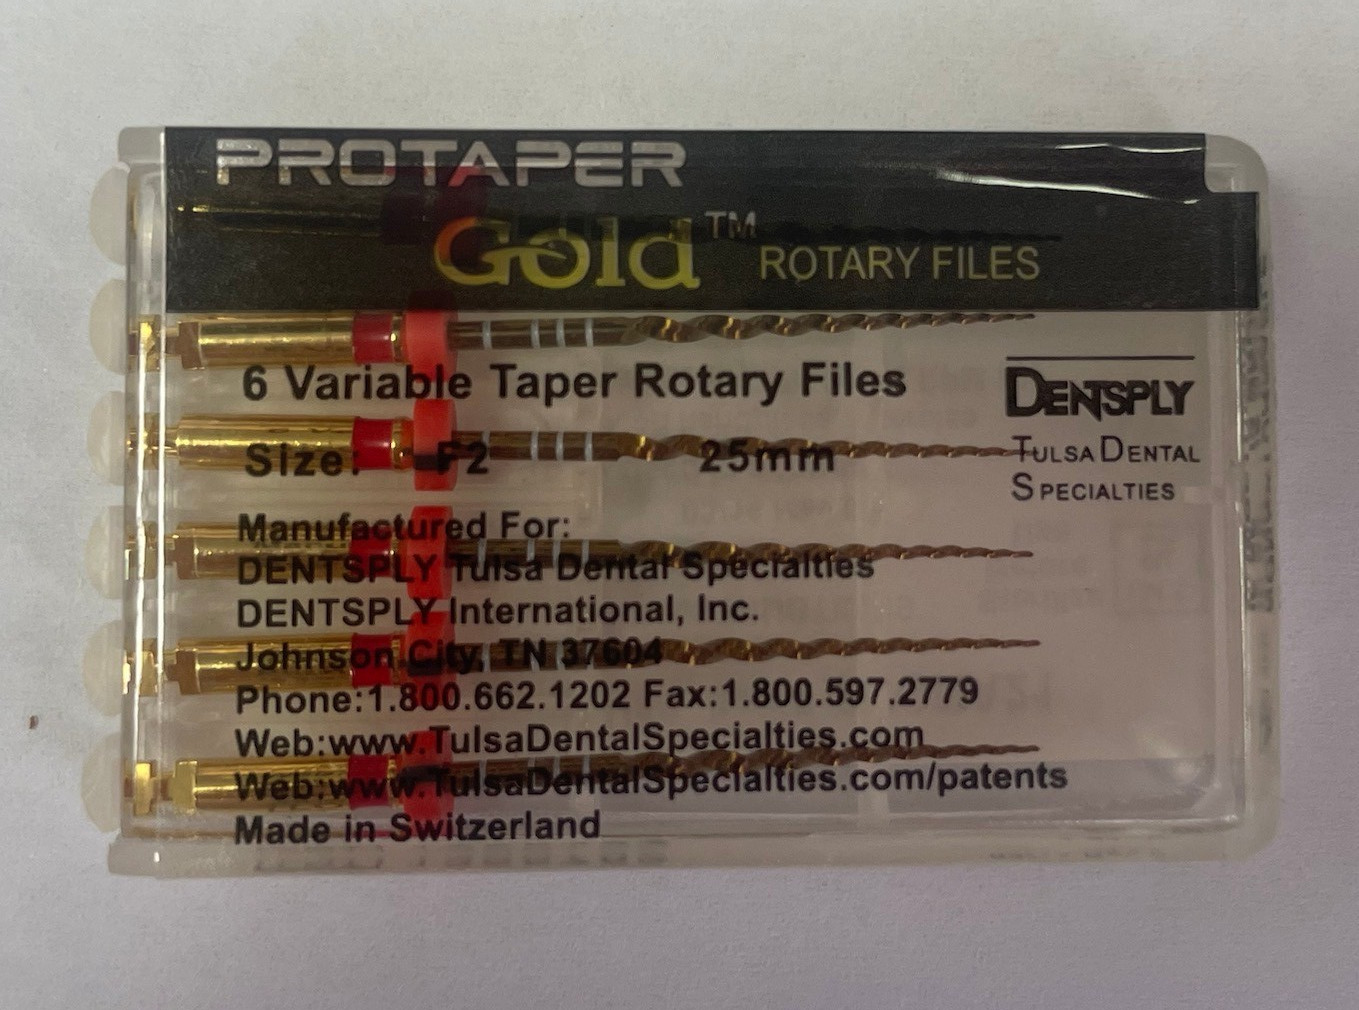 PROTAPER
Gold™ ROTARY FILES
6 Variable Taper Rotary Files
DENTSPLY
TULSA DENTAL
SPECIALTIES
Size: F2 25mm
Manufactured For:
DENTSPLY Tulsa Dental Specialties
DENTSPLY International, Inc.
Johnson City, TN 37604
Phone:1.800.662.1202 Fax:1.800.597.2779
Web:www.TulsaDentalSpecialties.com
Web:www.TulsaDentalSpecialties.com/patents
Made in Switzerland